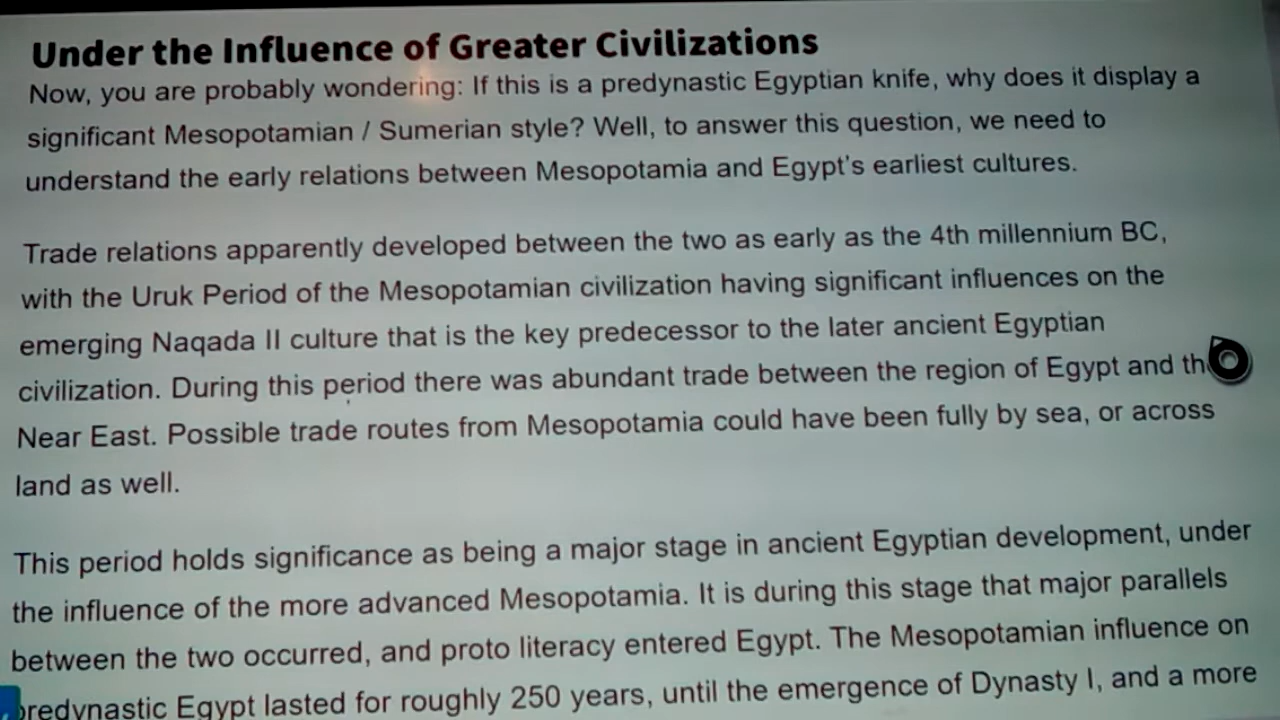 Under the Influence of Greater Civilizations
Now, you are probably wondering: If this is a predynastic Egyptian knife, why does it display a
significant Mesopotamian / Sumerian style? Well, to answer this question, we need to
understand the early relations between Mesopotamia and Egypt's earliest cultures.
Trade relations apparently developed between the two as early as the 4th millennium BC,
with the Uruk Period of the Mesopotamian civilization having significant influences on the
emerging Naqada II culture that is the key predecessor to the later ancient Egyptian
civilization. During this period there was abundant trade between the region of Egypt and th
Near East. Possible trade routes from Mesopotamia could have been fully by sea, or across
land as well.
This period holds significance as being a major stage in ancient Egyptian development, under
the influence of the more advanced Mesopotamia. It is during this stage that major parallels
between the two occurred, and proto literacy entered Egypt. The Mesopotamian influence on
predynastic Egypt lasted for roughly 250 years, until the emergence of Dynasty I, and a more